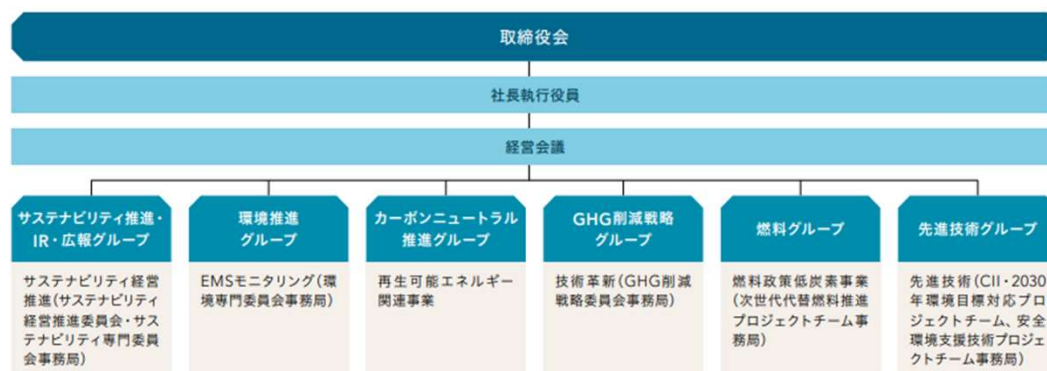 取締役会
社長執行役員
経営会議
サステナビリティ推進・
IR・広報グループ
サステナビリティ経営
推進(サステナビリティ
経営推進委員会・サス
テナビリティ専門委員
会事務局)
環境推進
グループ
EMSモニタリング(環
境専門委員会事務局)
カーボンニュートラル
推進グループ
再生可能エネルギー
関連事業
GHG削減戦略
グループ
技術革新(GHG削減
戦略委員会事務局)
燃料グループ
燃料政策低炭素事業
(次世代代替燃料推進
プロジェクトチーム事
務局)
先進技術グループ
先進技術(CII・2030
年環境目標対応プロ
ジェクトチーム、安全
環境支援技術プロジェ
クトチーム事務局)